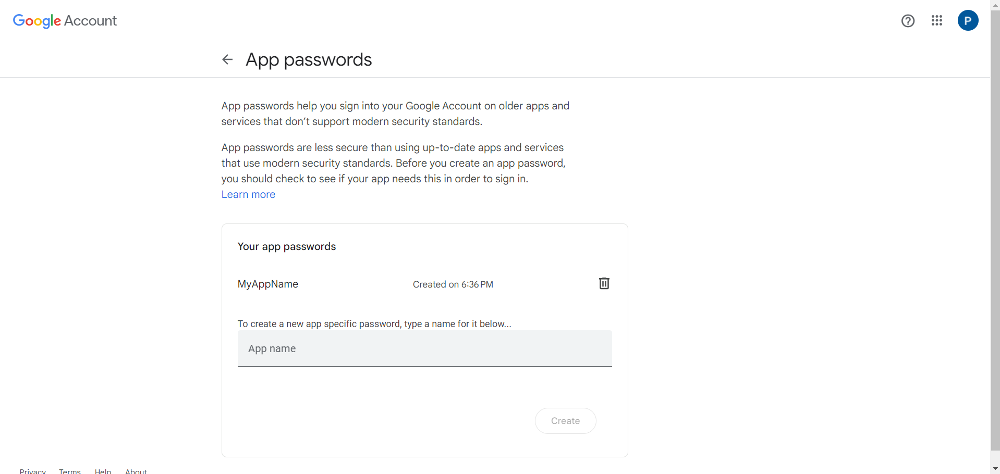 Google Account
P
App passwords
App passwords help you sign into your Google Account on older apps and
services that don’t support modern security standards.
App passwords are less secure than using up-to-date apps and services
that use modern security standards. Before you create an app password,
you should check to see if your app needs this in order to sign in.
Learn more
Your app passwords
MyAppName Created on 6:36 PM
To create a new app specific password, type a name for it below...
App name
Create
Privacy Terms Help About